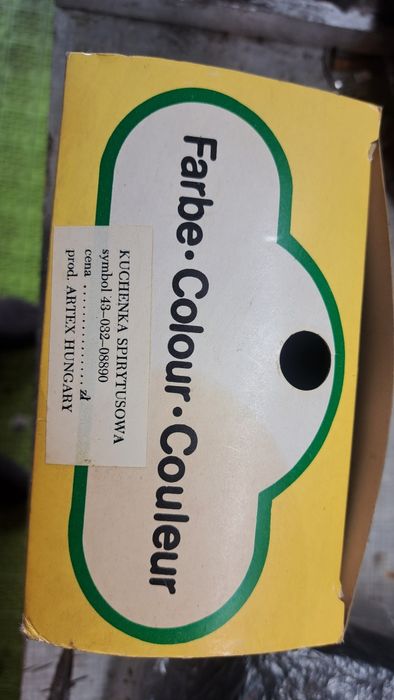 Farbe · Colour · Couleur
KUCHENKA SPIRYTUSOWA
symbol 43-032-08890
cena ............... zł
prod. ARTEX HUNGARY